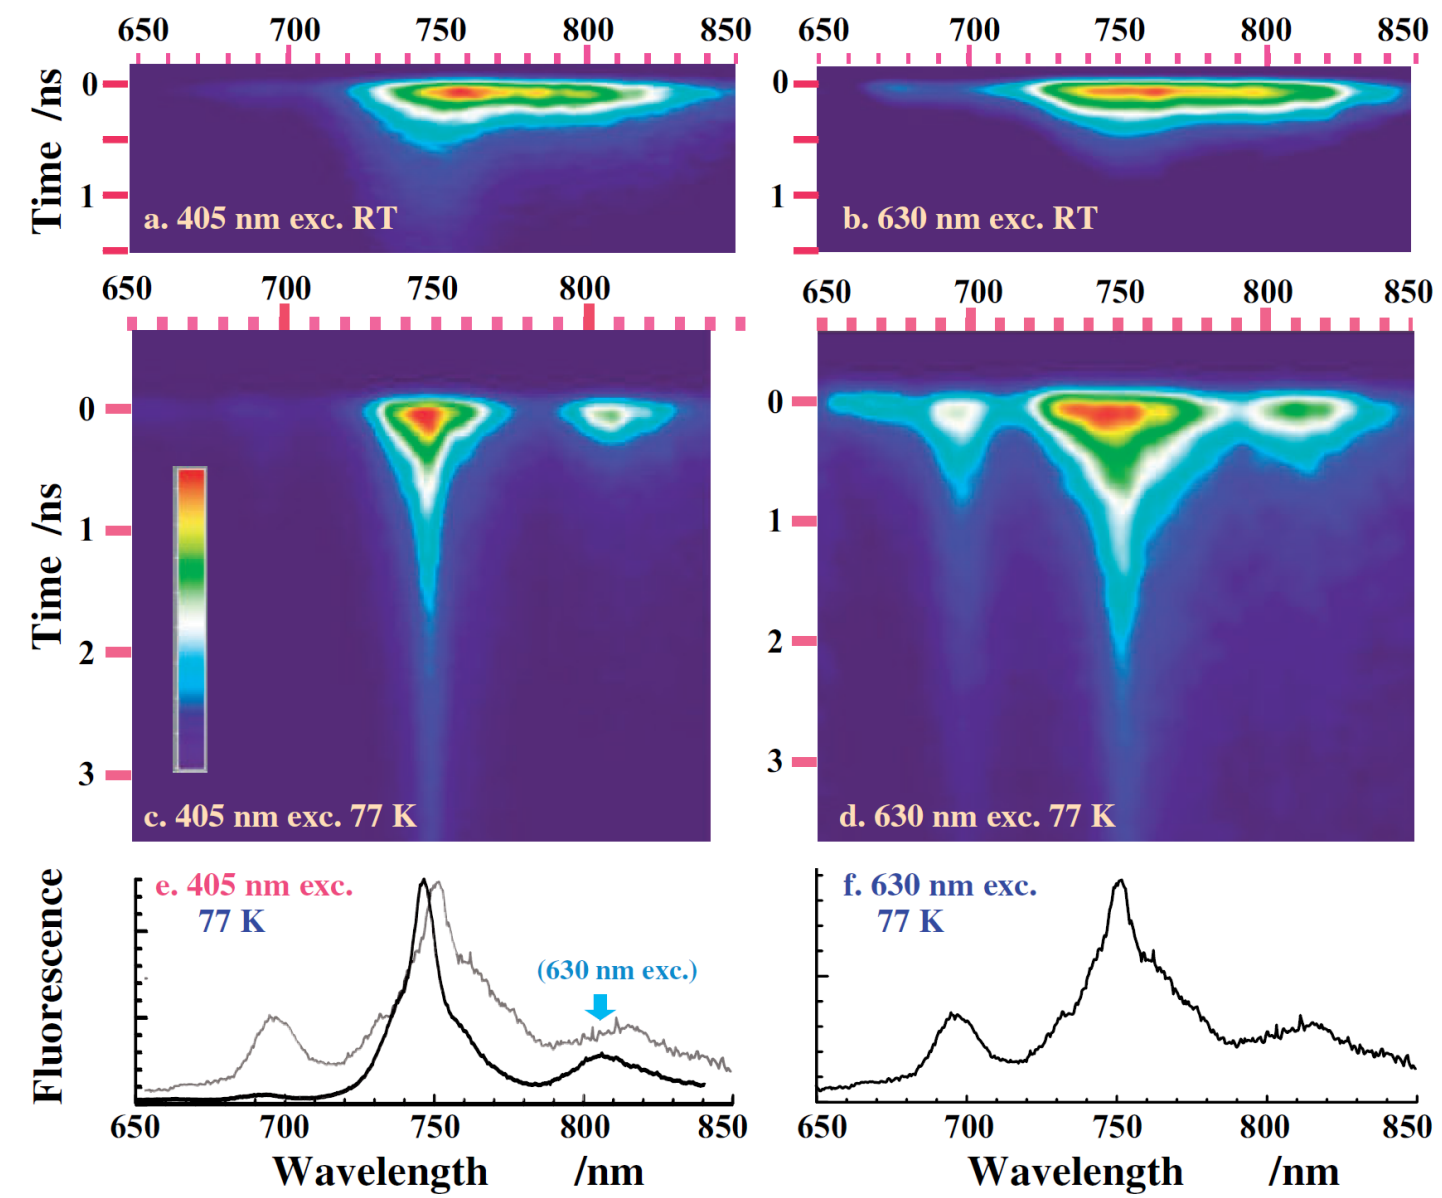 650 700 750 800 850
650 700 750 800 850
Time /ns
0
1
a. 405 nm exc. RT
0
1
b. 630 nm exc. RT
650 700 750 800
650 700 750 800 850
Time /ns
0
1
2
3
c. 405 nm exc. 77 K
0
1
2
3
d. 630 nm exc. 77 K
Fluorescence
e. 405 nm exc.
77 K
(630 nm exc.)
f. 630 nm exc.
77 K
650 700 750 800 850
650 700 750 800 850
Wavelength /nm
Wavelength /nm